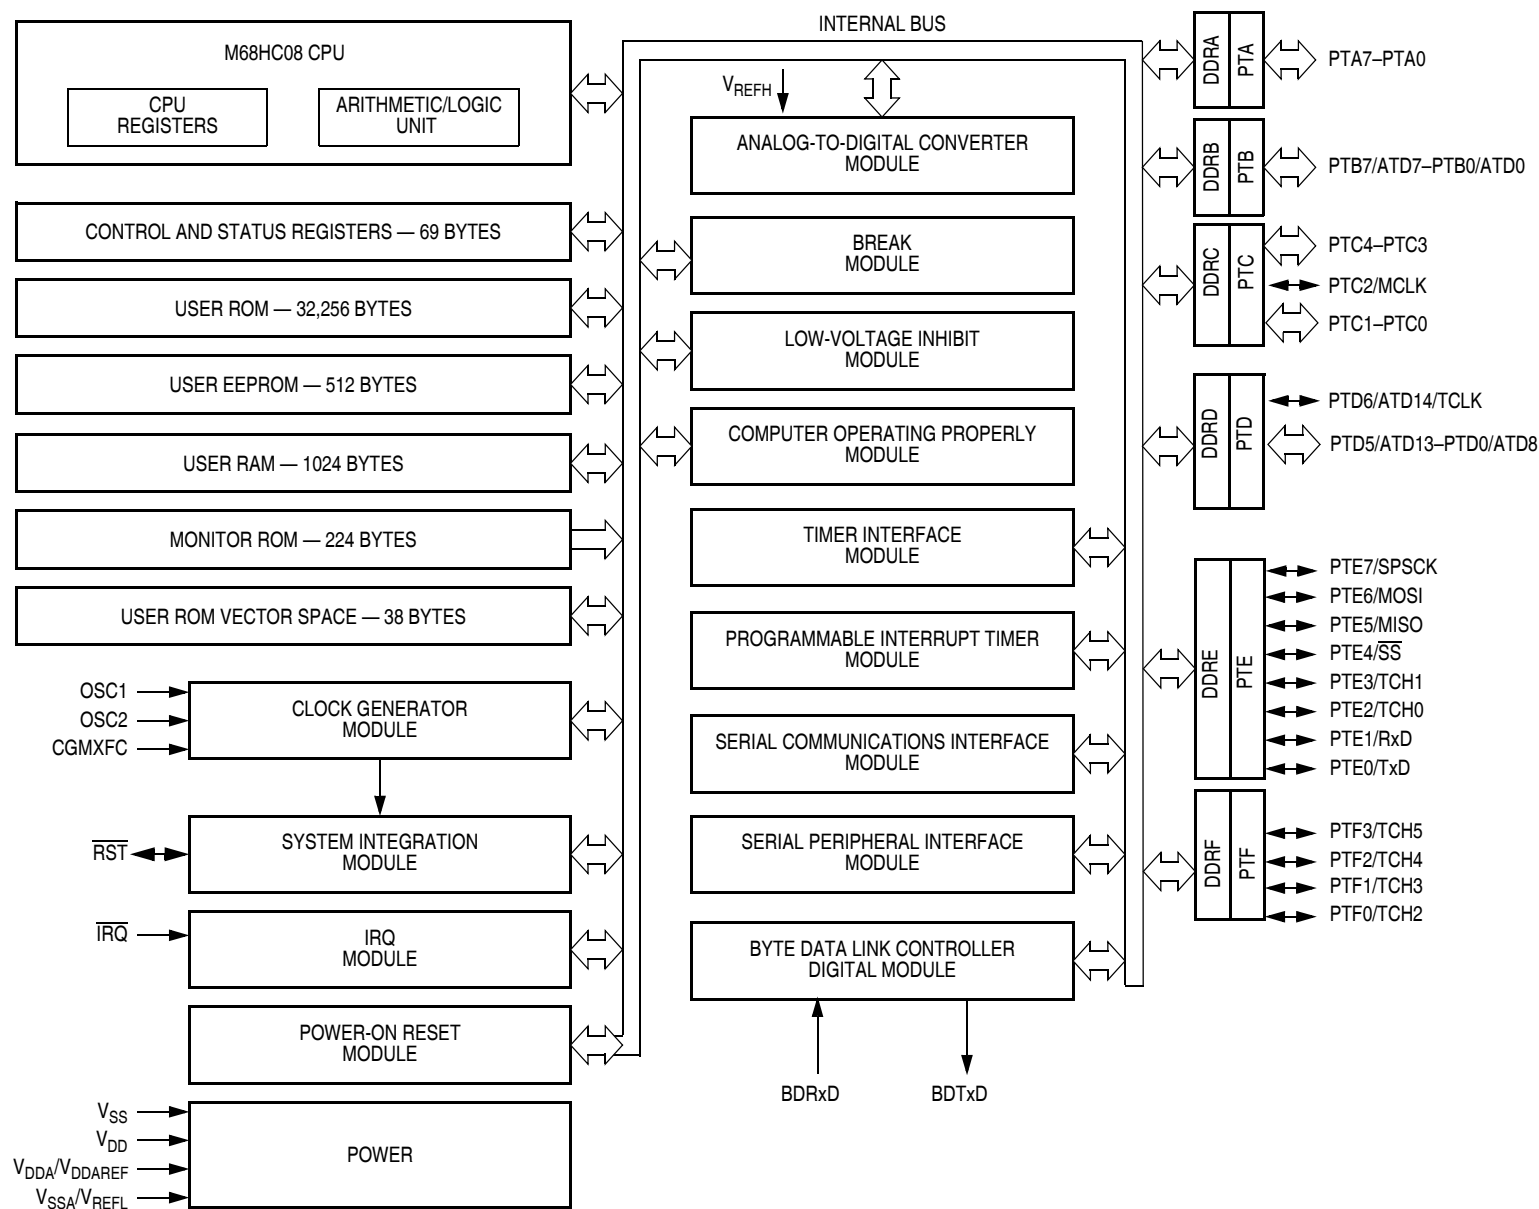 INTERNAL BUS
M68HC08 CPU
CPU
REGISTERS
ARITHMETIC/LOGIC
UNIT
CONTROL AND STATUS REGISTERS — 69 BYTES
USER ROM — 32,256 BYTES
USER EEPROM — 512 BYTES
USER RAM — 1024 BYTES
MONITOR ROM — 224 BYTES
USER ROM VECTOR SPACE — 38 BYTES
OSC1
OSC2
CGMXFC
CLOCK GENERATOR
MODULE
RST
SYSTEM INTEGRATION
MODULE
IRQ
IRQ
MODULE
POWER-ON RESET
MODULE
VSS
VDD
VDDA/VDDAREF
VSSA/VREFL
POWER
VREFH
ANALOG-TO-DIGITAL CONVERTER
MODULE
BREAK
MODULE
LOW-VOLTAGE INHIBIT
MODULE
COMPUTER OPERATING PROPERLY
MODULE
TIMER INTERFACE
MODULE
PROGRAMMABLE INTERRUPT TIMER
MODULE
SERIAL COMMUNICATIONS INTERFACE
MODULE
SERIAL PERIPHERAL INTERFACE
MODULE
BYTE DATA LINK CONTROLLER
DIGITAL MODULE
BDRxD
BDTxD
DDRA
PTA
PTA7–PTA0
DDRB
PTB
PTB7/ATD7–PTB0/ATD0
DDRC
PTC
PTC4–PTC3
PTC2/MCLK
PTC1–PTC0
DDRD
PTD
PTD6/ATD14/TCLK
PTD5/ATD13–PTD0/ATD8
DDRE
PTE
PTE7/SPSCK
PTE6/MOSI
PTE5/MISO
PTE4/SS
PTE3/TCH1
PTE2/TCH0
PTE1/RxD
PTE0/TxD
DDRF
PTF
PTF3/TCH5
PTF2/TCH4
PTF1/TCH3
PTF0/TCH2